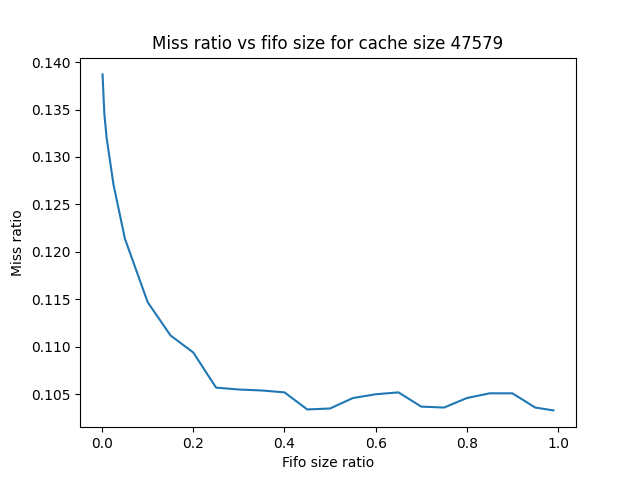 Miss ratio vs fifo size for cache size 47579
0.140
0.135
0.130
0.125
0.120
0.115
0.110
0.105
Miss ratio
0.0 0.2 0.4 0.6 0.8 1.0
Fifo size ratio